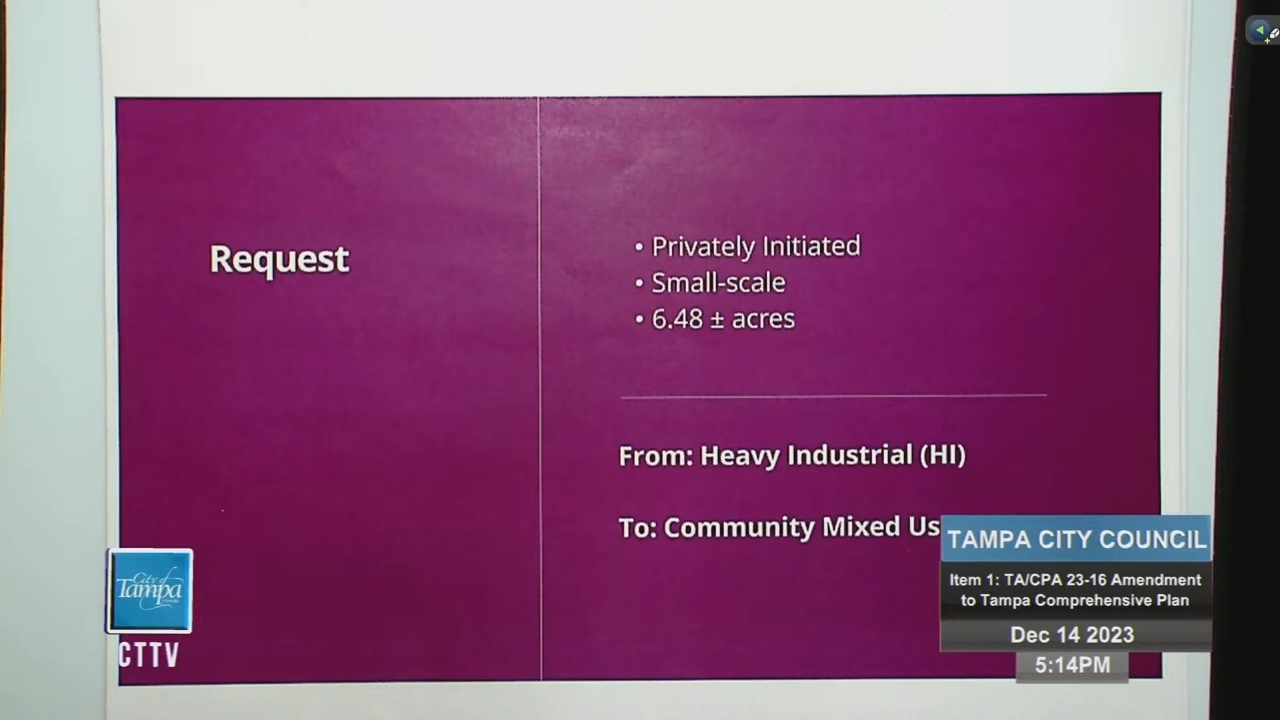 Request
• Privately Initiated
• Small-scale
• 6.48 ± acres
From: Heavy Industrial (HI)
To: Community Mixed Us
City of
Tampa
CTTV
TAMPA CITY COUNCIL
Item 1: TA/CPA 23-16 Amendment
to Tampa Comprehensive Plan
Dec 14 2023
5:14PM